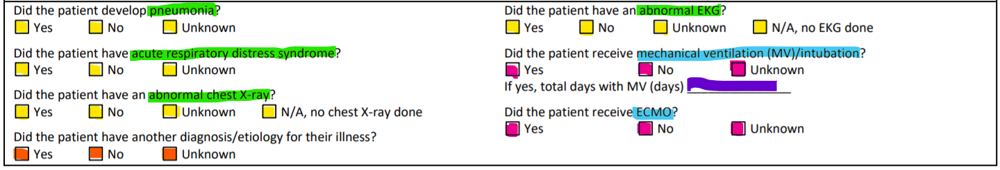 Did the patient develop pneumonia?
Yes No Unknown
Did the patient have acute respiratory distress syndrome?
Yes No Unknown
Did the patient have an abnormal chest X-ray?
Yes No Unknown N/A, no chest X-ray done
Did the patient have another diagnosis/etiology for their illness?
Yes No Unknown
Did the patient have an abnormal EKG?
Yes No Unknown N/A, no EKG done
Did the patient receive mechanical ventilation (MV)/intubation?
Yes No Unknown
If yes, total days with MV (days)
Did the patient receive ECMO?
Yes No Unknown